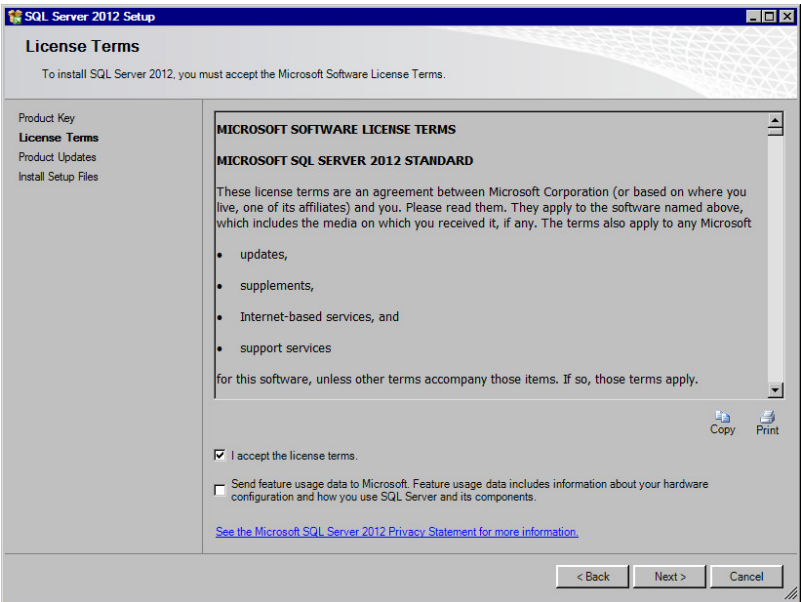 SQL Server 2012 Setup
License Terms
To install SQL Server 2012, you must accept the Microsoft Software License Terms.
Product Key
License Terms
Product Updates
Install Setup Files
MICROSOFT SOFTWARE LICENSE TERMS
MICROSOFT SQL SERVER 2012 STANDARD
These license terms are an agreement between Microsoft Corporation (or based on where you
live, one of its affiliates) and you. Please read them. They apply to the software named above,
which includes the media on which you received it, if any. The terms also apply to any Microsoft
• updates,
• supplements,
• Internet-based services, and
• support services
for this software, unless other terms accompany those items. If so, those terms apply.
Copy Print
I accept the license terms.
Send feature usage data to Microsoft. Feature usage data includes information about your hardware
configuration and how you use SQL Server and its components.
See the Microsoft SQL Server 2012 Privacy Statement for more information.
< Back Next > Cancel